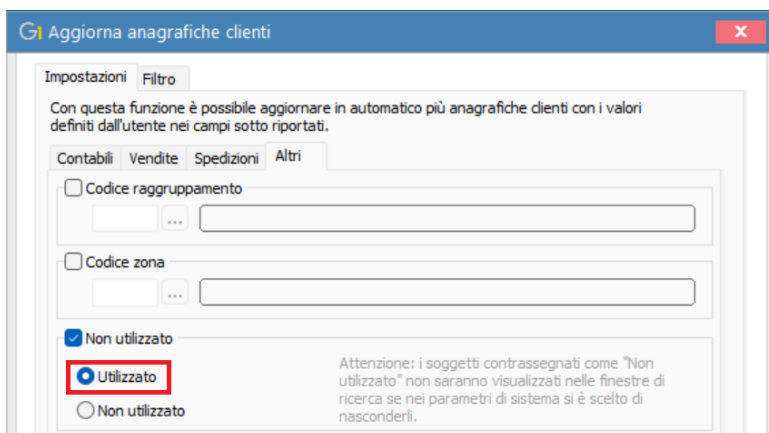 G1 Aggiorna anagrafiche clienti x
Impostazioni Filtro
Con questa funzione è possibile aggiornare in automatico più anagrafiche clienti con i valori
definiti dall'utente nei campi sotto riportati.
Contabili Vendite Spedizioni Altri
Codice raggruppamento
...
Codice zona
...
Non utilizzato
Utilizzato
Non utilizzato
Attenzione: i soggetti contrassegnati come "Non
utilizzato" non saranno visualizzati nelle finestre di
ricerca se nei parametri di sistema si è scelto di
nasconderli.